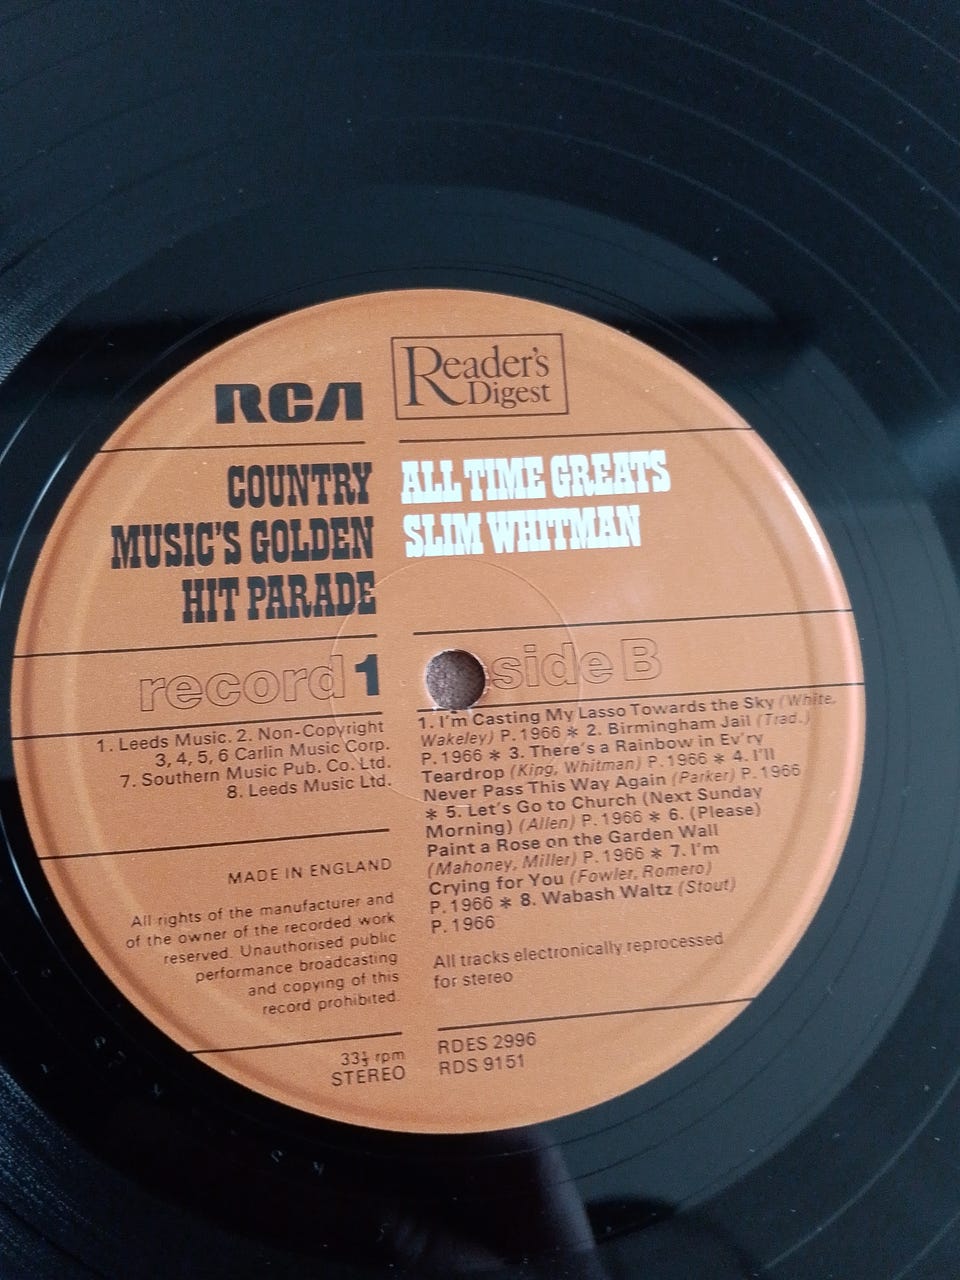 RCA
Reader's
Digest
COUNTRY
MUSIC'S GOLDEN
HIT PARADE
ALL TIME GREATS
SLIM WHITMAN
record 1
side B
1. Leeds Music. 2. Non-Copyright
3, 4, 5, 6 Carlin Music Corp.
7. Southern Music Pub. Co. Ltd.
8. Leeds Music Ltd.
1. I'm Casting My Lasso Towards the Sky (White,
Wakeley) P.1966 * 2. Birmingham Jail (Trad.)
P.1966 * 3. There's a Rainbow in Ev'ry
Teardrop (King, Whitman) P.1966 * 4. I'll
Never Pass This Way Again (Parker) P.1966
* 5. Let's Go to Church (Next Sunday
Morning) (Allen) P.1966 * 6. (Please)
Paint a Rose on the Garden Wall
(Mahoney, Miller) P.1966 * 7. I'm
Crying for You (Fowler, Romero)
P.1966 * 8. Wabash Waltz (Stout)
P.1966
MADE IN ENGLAND
All rights of the manufacturer and
of the owner of the recorded work
reserved. Unauthorised public
performance broadcasting
and copying of this
record prohibited.
All tracks electronically reprocessed
for stereo
33⅓ rpm
STEREO
RDES 2996
RDS 9151